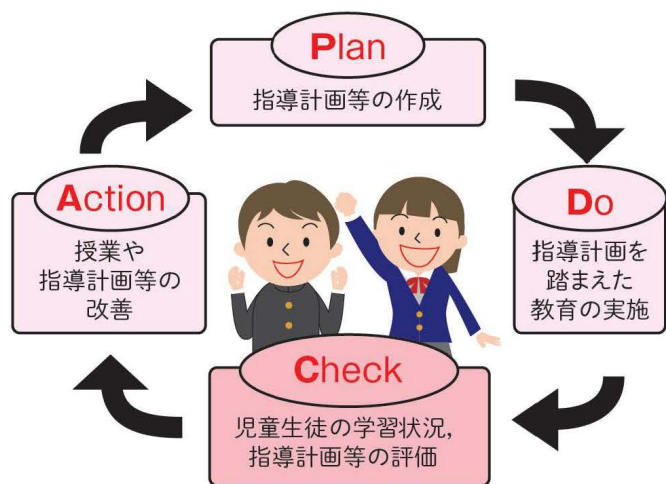 Plan
指導計画等の作成
Do
指導計画を
踏まえた
教育の実施
Check
児童生徒の学習状況,
指導計画等の評価
Action
授業や
指導計画等の
改善